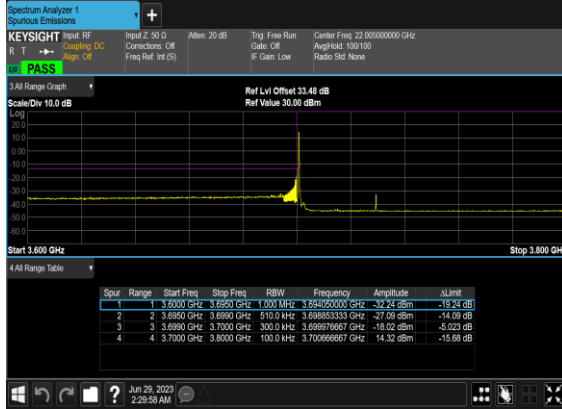 Spectrum Analyzer 1
Spurious Emissions
+
KEYSIGHT Input: RF Input Z: 50 Ω Atten: 20 dB Trig: Free Run Center Freq: 22.005000000 GHz
R T Coupling: DC Corrections: Off Gate: Off Avg|Hold: 100/100
Align: Off Freq Ref: Int (S) IF Gain: Low Radio Std: None
PASS
3 All Range Graph Ref Lvl Offset 33.48 dB
Scale/Div 10.0 dB Ref Value 30.00 dBm
Log
20.0
10.0
0.00
-10.0
-20.0
-30.0
-40.0
-50.0
-60.0
Start 3.600 GHz Stop 3.800 GH
4 All Range Table
Spur Range Start Freq Stop Freq RBW Frequency Amplitude ΔLimit
1 1 3.6000 GHz 3.6950 GHz 1.000 MHz 3.694050000 GHz -32.24 dBm -19.24 dB
2 2 3.6950 GHz 3.6990 GHz 510.0 kHz 3.698853333 GHz -27.09 dBm -14.09 dB
3 3 3.6990 GHz 3.7000 GHz 300.0 kHz 3.699976667 GHz -18.02 dBm -5.023 dB
4 4 3.7000 GHz 3.8000 GHz 100.0 kHz 3.700666667 GHz 14.32 dBm -15.68 dB
? Jun 29, 2023
2:29:58 AM